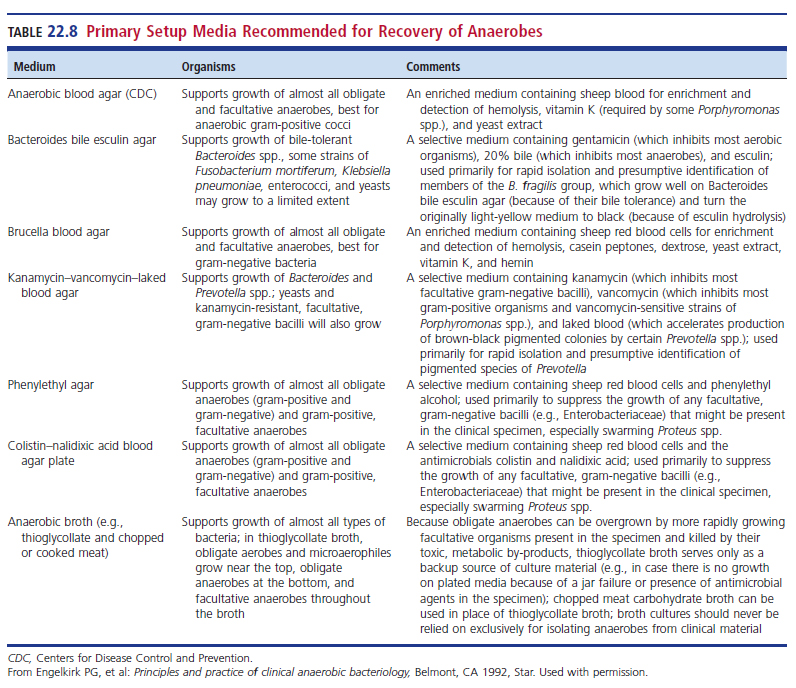 TABLE 22.8 Primary Setup Media Recommended for Recovery of Anaerobes
Medium Organisms Comments
Anaerobic blood agar (CDC)
Supports growth of almost all obligate
and facultative anaerobes, best for
anaerobic gram-positive cocci
An enriched medium containing sheep blood for enrichment and
detection of hemolysis, vitamin K (required by some Porphyromonas
spp.), and yeast extract
Bacteroides bile esculin agar
Supports growth of bile-tolerant
Bacteroides spp., some strains of
Fusobacterium mortiferum, Klebsiella
pneumoniae, enterococci, and yeasts
may grow to a limited extent
A selective medium containing gentamicin (which inhibits most aerobic
organisms), 20% bile (which inhibits most anaerobes), and esculin;
used primarily for rapid isolation and presumptive identification of
members of the B. fragilis group, which grow well on Bacteroides
bile esculin agar (because of their bile tolerance) and turn the
originally light-yellow medium to black (because of esculin hydrolysis)
Brucella blood agar
Supports growth of almost all obligate
and facultative anaerobes, best for
gram-negative bacteria
An enriched medium containing sheep red blood cells for enrichment
and detection of hemolysis, casein peptones, dextrose, yeast extract,
vitamin K, and hemin
Kanamycin–vancomycin–laked
blood agar
Supports growth of Bacteroides and
Prevotella spp.; yeasts and
kanamycin-resistant, facultative,
gram-negative bacilli will also grow
A selective medium containing kanamycin (which inhibits most
facultative gram-negative bacilli), vancomycin (which inhibits most
gram-positive organisms and vancomycin-sensitive strains of
Porphyromonas spp.), and laked blood (which accelerates production
of brown-black pigmented colonies by certain Prevotella spp.); used
primarily for rapid isolation and presumptive identification of
pigmented species of Prevotella
Phenylethyl agar
Supports growth of almost all obligate
anaerobes (gram-positive and
gram-negative) and gram-positive,
facultative anaerobes
A selective medium containing sheep red blood cells and phenylethyl
alcohol; used primarily to suppress the growth of any facultative,
gram-negative bacilli (e.g., Enterobacteriaceae) that might be present
in the clinical specimen, especially swarming Proteus spp.
Colistin–nalidixic acid blood
agar plate
Supports growth of almost all obligate
anaerobes (gram-positive and
gram-negative) and gram-positive,
facultative anaerobes
A selective medium containing sheep red blood cells and the
antimicrobials colistin and nalidixic acid; used primarily to suppress
the growth of any facultative, gram-negative bacilli (e.g.,
Enterobacteriaceae) that might be present in the clinical specimen,
especially swarming Proteus spp.
Anaerobic broth (e.g.,
thioglycollate and chopped
or cooked meat)
Supports growth of almost all types of
bacteria; in thioglycollate broth,
obligate aerobes and microaerophiles
grow near the top, obligate
anaerobes at the bottom, and
facultative anaerobes throughout
the broth
Because obligate anaerobes can be overgrown by more rapidly growing
facultative organisms present in the specimen and killed by their
toxic, metabolic by-products, thioglycollate broth serves only as a
backup source of culture material (e.g., in case there is no growth
on plated media because of a jar failure or presence of antimicrobial
agents in the specimen); chopped meat carbohydrate broth can be
used in place of thioglycollate broth; broth cultures should never be
relied on exclusively for isolating anaerobes from clinical material
CDC, Centers for Disease Control and Prevention.
From Engelkirk PG, et al: Principles and practice of clinical anaerobic bacteriology, Belmont, CA 1992, Star. Used with permission.